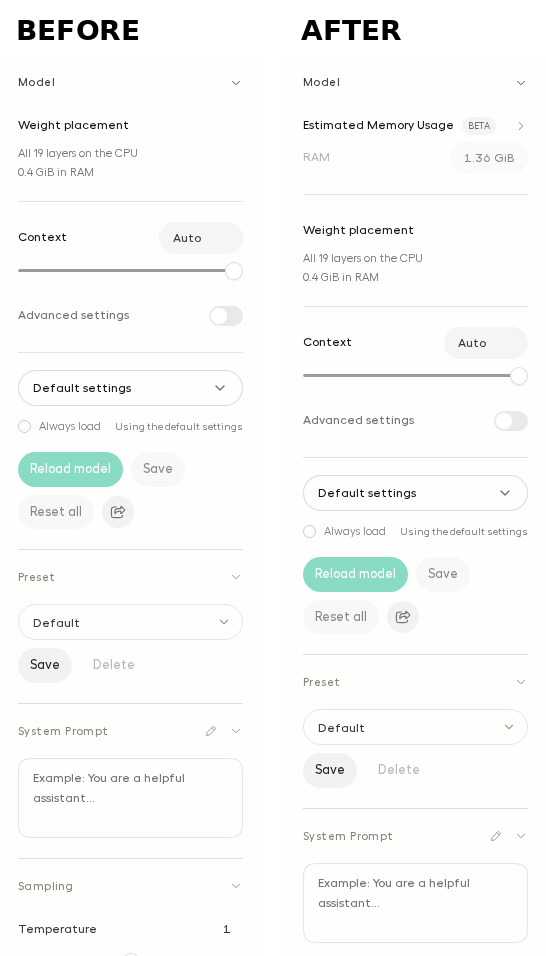 BEFORE
Model
Weight placement
All 19 layers on the CPU
0.4 GiB in RAM
Context
Auto
Advanced settings
Default settings
Always load
Using the default settings
Reload model
Save
Reset all
Preset
Default
Save
Delete
System Prompt
Example: You are a helpful
assistant...
Sampling
Temperature
1
AFTER
Model
Estimated Memory Usage
BETA
RAM
1.36 GiB
Weight placement
All 19 layers on the CPU
0.4 GiB in RAM
Context
Auto
Advanced settings
Default settings
Always load
Using the default settings
Reload model
Save
Reset all
Preset
Default
Save
Delete
System Prompt
Example: You are a helpful
assistant...